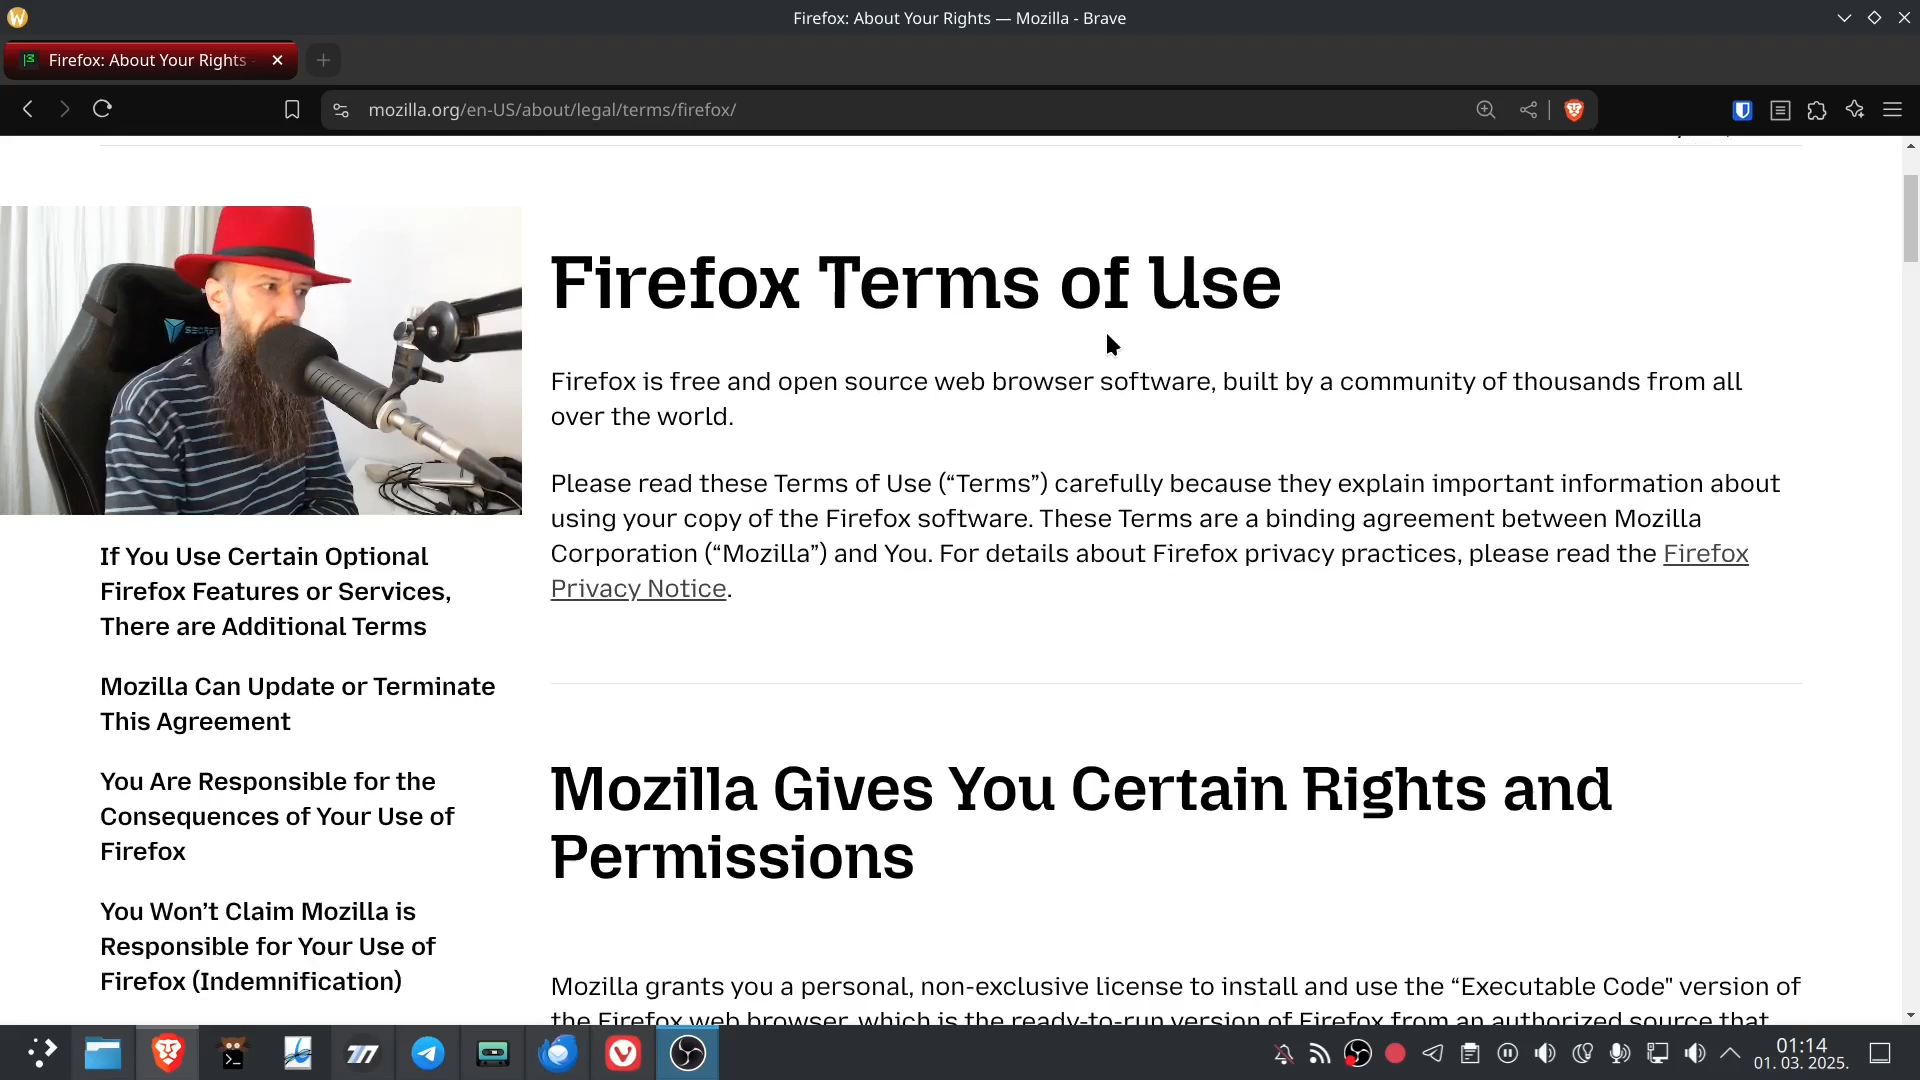 Firefox: About Your Rights — Mozilla - Brave
Firefox: About Your Rights
mozilla.org/en-US/about/legal/terms/firefox/
Firefox Terms of Use
Firefox is free and open source web browser software, built by a community of thousands from all
over the world.
Please read these Terms of Use (“Terms”) carefully because they explain important information about
using your copy of the Firefox software. These Terms are a binding agreement between Mozilla
Corporation (“Mozilla”) and You. For details about Firefox privacy practices, please read the Firefox
Privacy Notice.
If You Use Certain Optional
Firefox Features or Services,
There are Additional Terms
Mozilla Can Update or Terminate
This Agreement
You Are Responsible for the
Consequences of Your Use of
Firefox
You Won’t Claim Mozilla is
Responsible for Your Use of
Firefox (Indemnification)
Mozilla Gives You Certain Rights and
Permissions
Mozilla grants you a personal, non-exclusive license to install and use the “Executable Code" version of
the Firefox web browser, which is the ready-to-run version of Firefox from an authorized source that
01:14
01. 03. 2025.